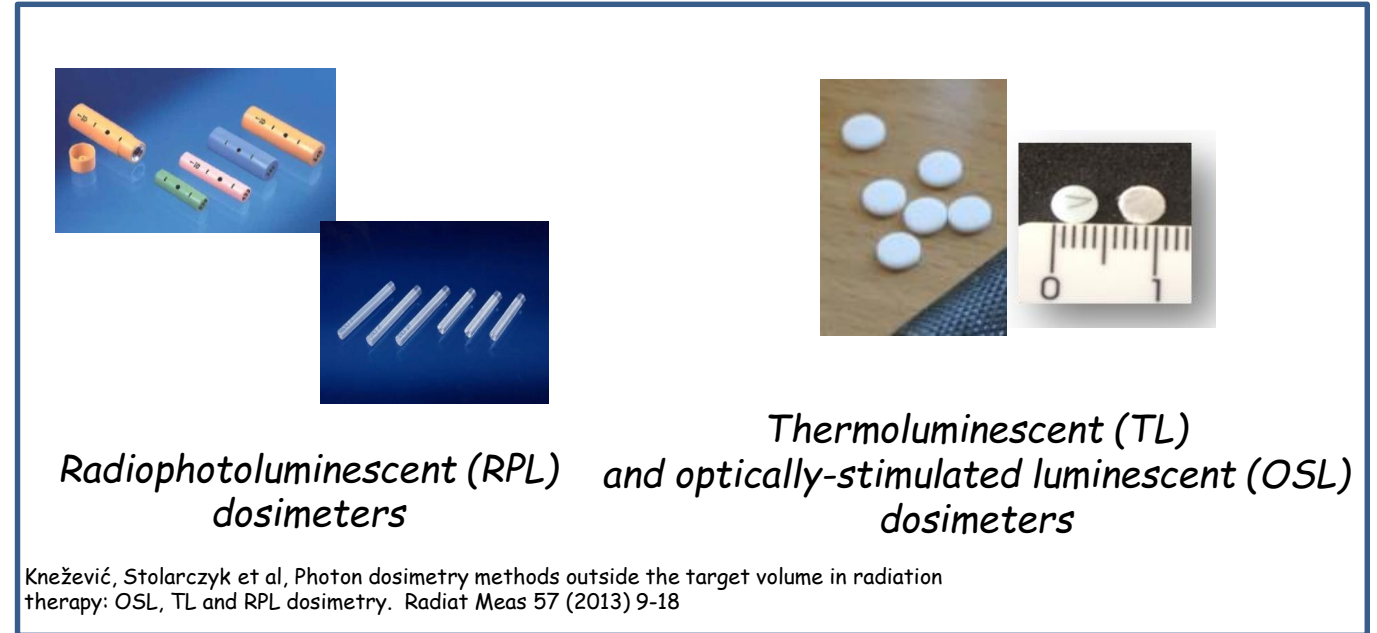 0 1
Radiophotoluminescent (RPL)
dosimeters
Thermoluminescent (TL)
and optically-stimulated luminescent (OSL)
dosimeters
Knežević, Stolarczyk et al, Photon dosimetry methods outside the target volume in radiation
therapy: OSL, TL and RPL dosimetry. Radiat Meas 57 (2013) 9-18